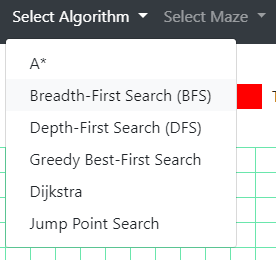 Select Algorithm Select Maze
A*
Breadth-First Search (BFS)
Depth-First Search (DFS)
Greedy Best-First Search
Dijkstra
Jump Point Search